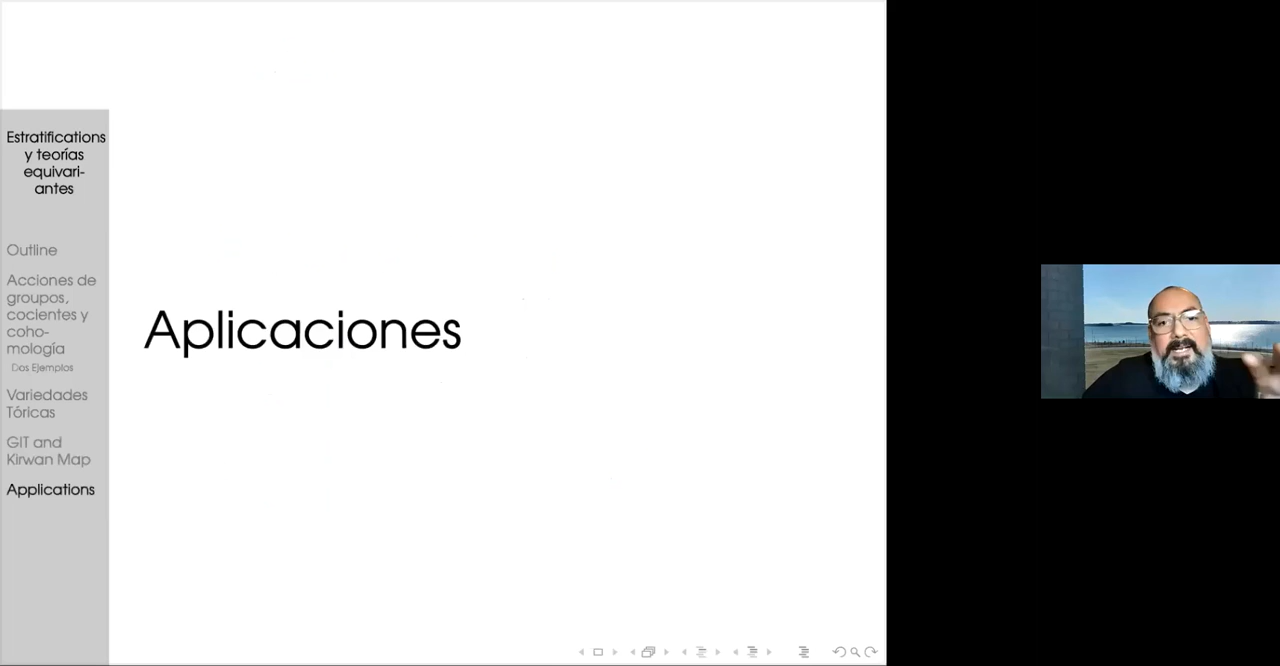 Estratifications
y teorías
equivari-
antes
Outline
Acciones de
groupos,
cocientes y
coho-
mología
Dos Ejemplos
Variedades
Tóricas
GIT and
Kirwan Map
Applications
Aplicaciones